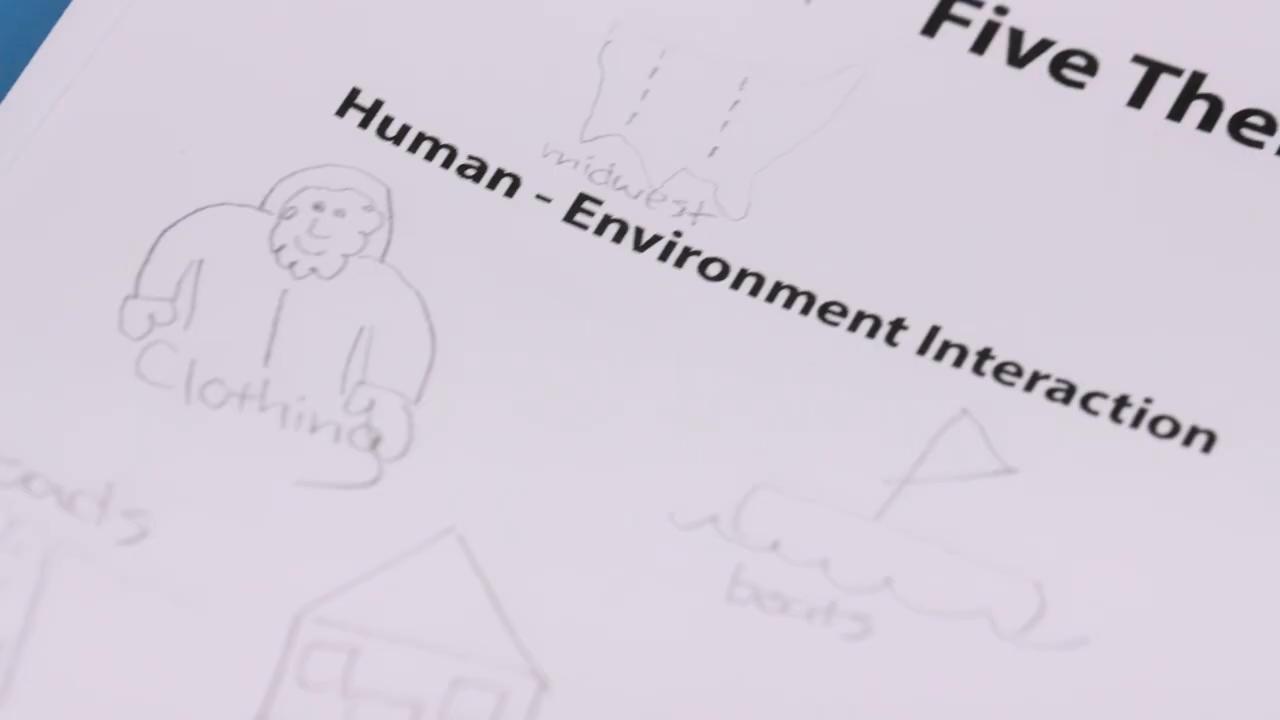 Five The
midwest
Human - Environment Interaction
Clothing
boats